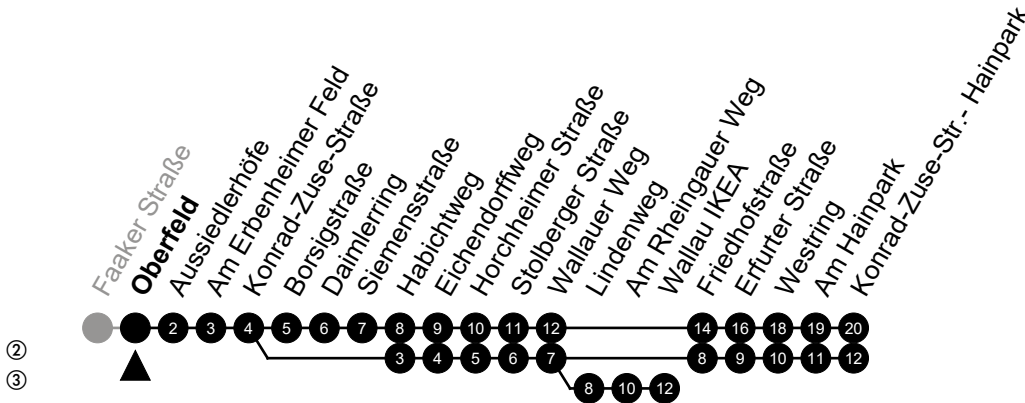 Faaker Straße
Oberfeld
Aussiedlerhöfe
Am Erbenheimer Feld
Konrad-Zuse-Straße
Borsigstraße
Daimlerring
Siemensstraße
Habichtweg
Eichendorffweg
Horchheimer Straße
Stolberger Straße
Wallauer Weg
Lindenweg
Am Rheingauer Weg
Wallau IKEA
Friedhofstraße
Erfurter Straße
Westring
Am Hainpark
Konrad-Zuse-Str.- Hainpark
2 3 4 5 6 7 8 9 10 11 12 14 16 18 19 20
② 3 4 5 6 7 8 9 10 11 12
③ 8 10 12